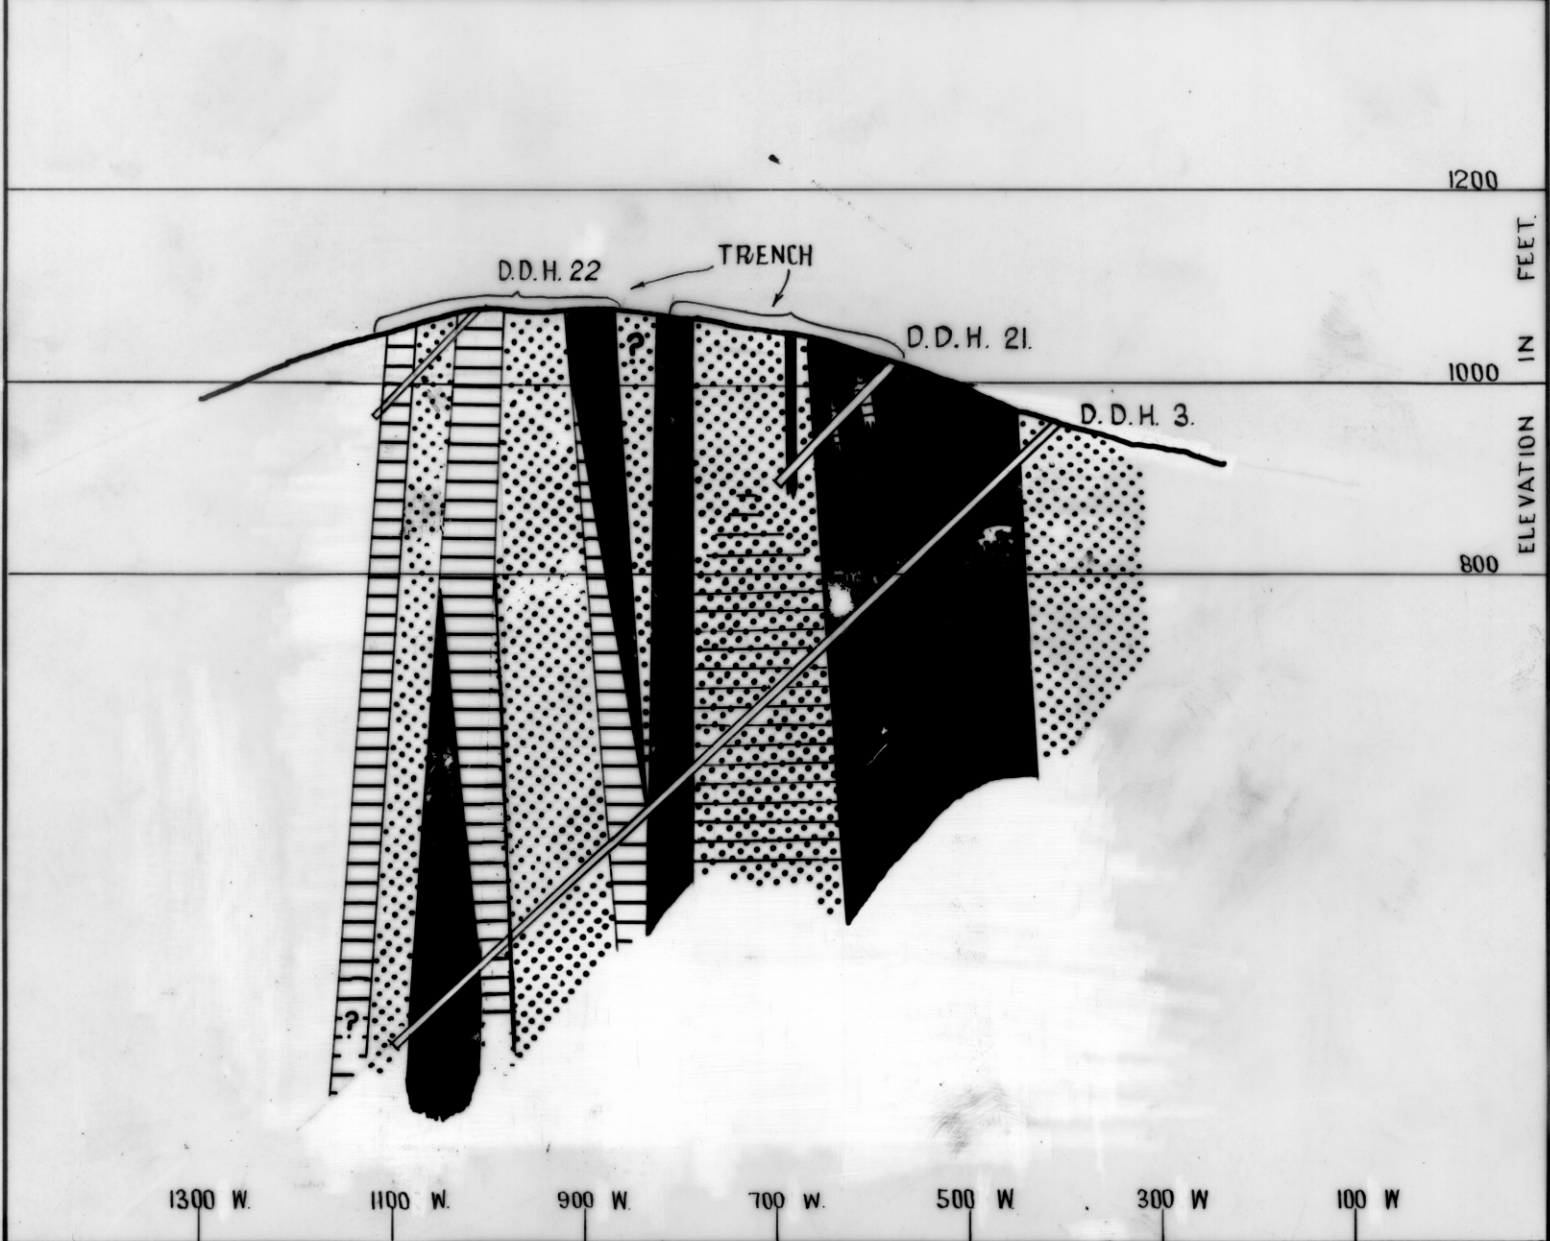 1200
TRENCH
D.D.H. 22
D.D.H. 21.
1000
D.D.H. 3.
?
800
ELEVATION IN FEET.
?
1300 W. 1100 W. 900 W. 700 W. 500 W. 300 W 100 W